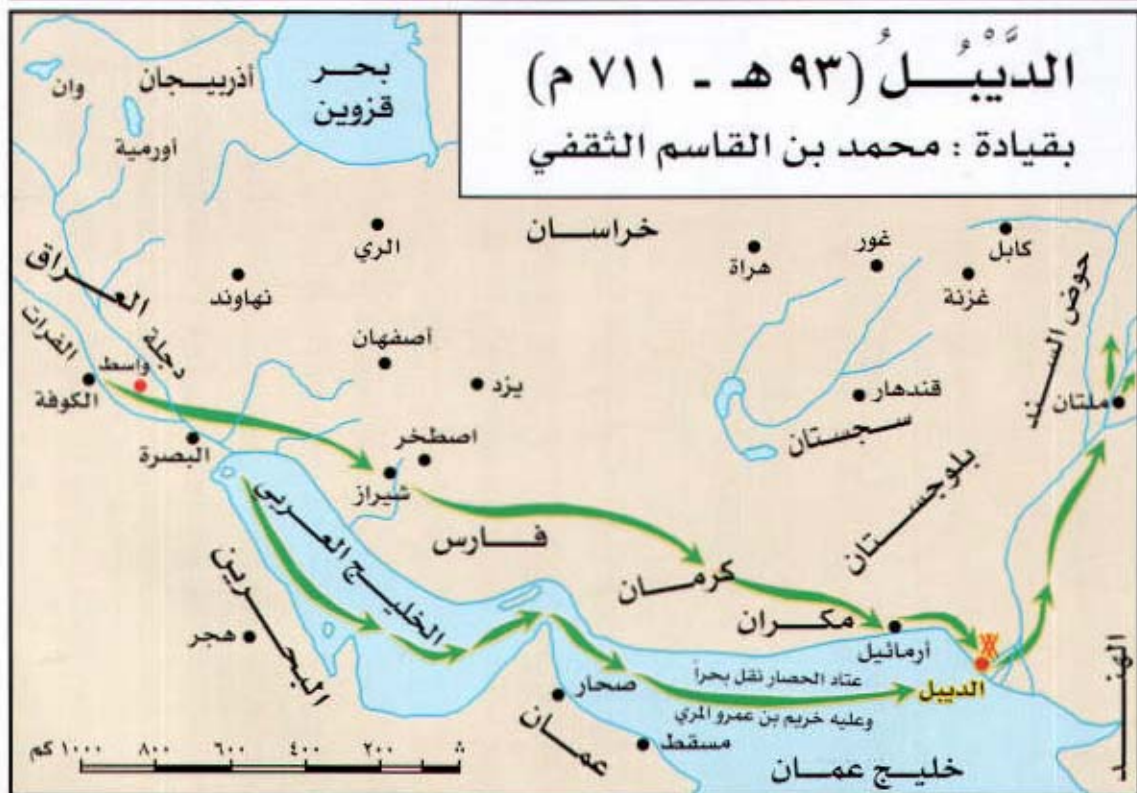 الدَّيْبُلُ (٩٣ هـ - ٧١١ م)
بقيادة : محمد بن القاسم الثقفي
بحر
قزوين
أذربيجان
وان
أورمية
خراسان
كابل
غور
هراة
غزنة
الري
نهاوند
العراق
حوض السند
الفرات
دجلة
واسط
الكوفة
أصفهان
يزد
قندهار
ملتان
سجستان
اصطخر
البصرة
شيراز
بلوجستان
فارس
الخليج العربي
كرمان
مكران
أرمائيل
البحرين
هجر
الهند
صحار
عتاد الحصار نقل بحراً
الديبل
وعليه خريم بن عمرو المري
عمان
مسقط
خليج عمان
٠ ٢٠٠ ٤٠٠ ٦٠٠ ٨٠٠ ١٠٠٠ كم